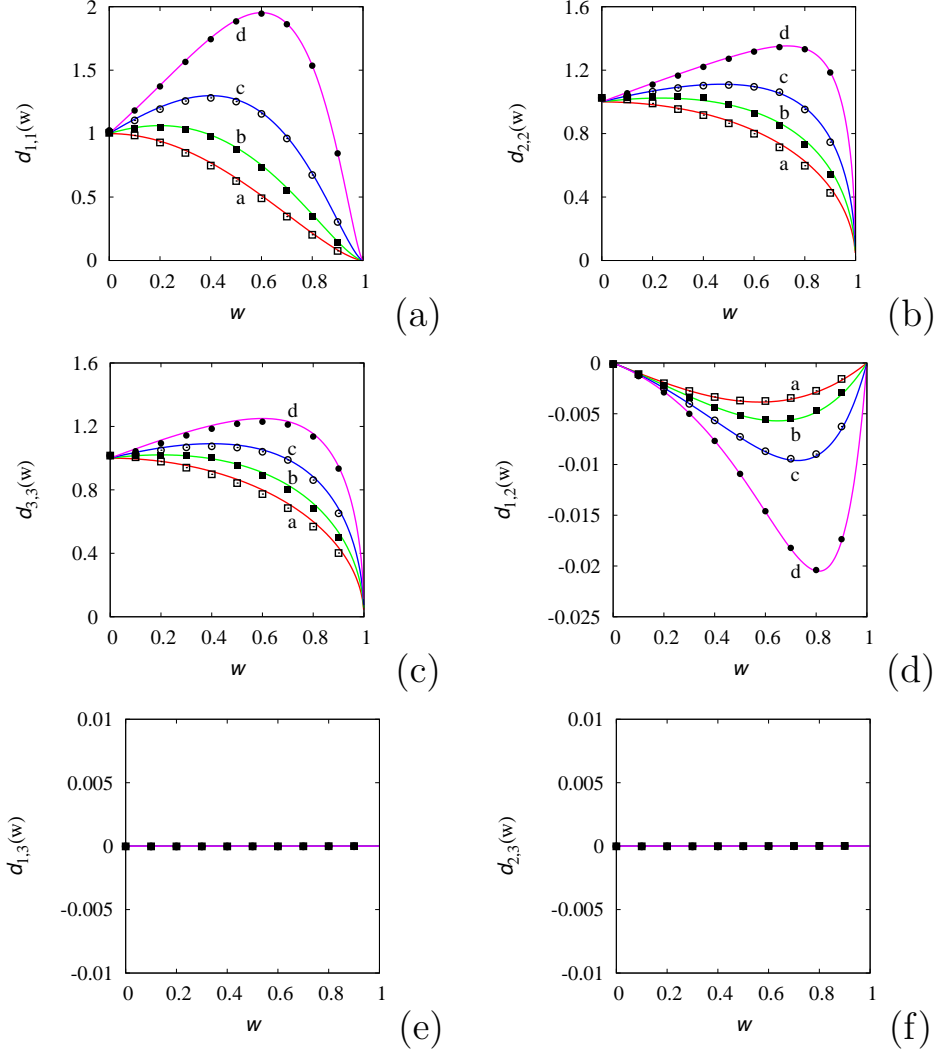 2
1.5
1
0.5
0
0 0.2 0.4 0.6 0.8 1
d1,1(w)
w
a
b
c
d
(a)
1.6
1.2
0.8
0.4
0
0 0.2 0.4 0.6 0.8 1
d2,2(w)
w
a
b
c
d
(b)
1.6
1.2
0.8
0.4
0
0 0.2 0.4 0.6 0.8 1
d3,3(w)
w
a
b
c
d
(c)
0
-0.005
-0.01
-0.015
-0.02
-0.025
0 0.2 0.4 0.6 0.8 1
d1,2(w)
w
a
b
c
d
(d)
0.01
0.005
0
-0.005
-0.01
0 0.2 0.4 0.6 0.8 1
d1,3(w)
w
(e)
0.01
0.005
0
-0.005
-0.01
0 0.2 0.4 0.6 0.8 1
d2,3(w)
w
(f)